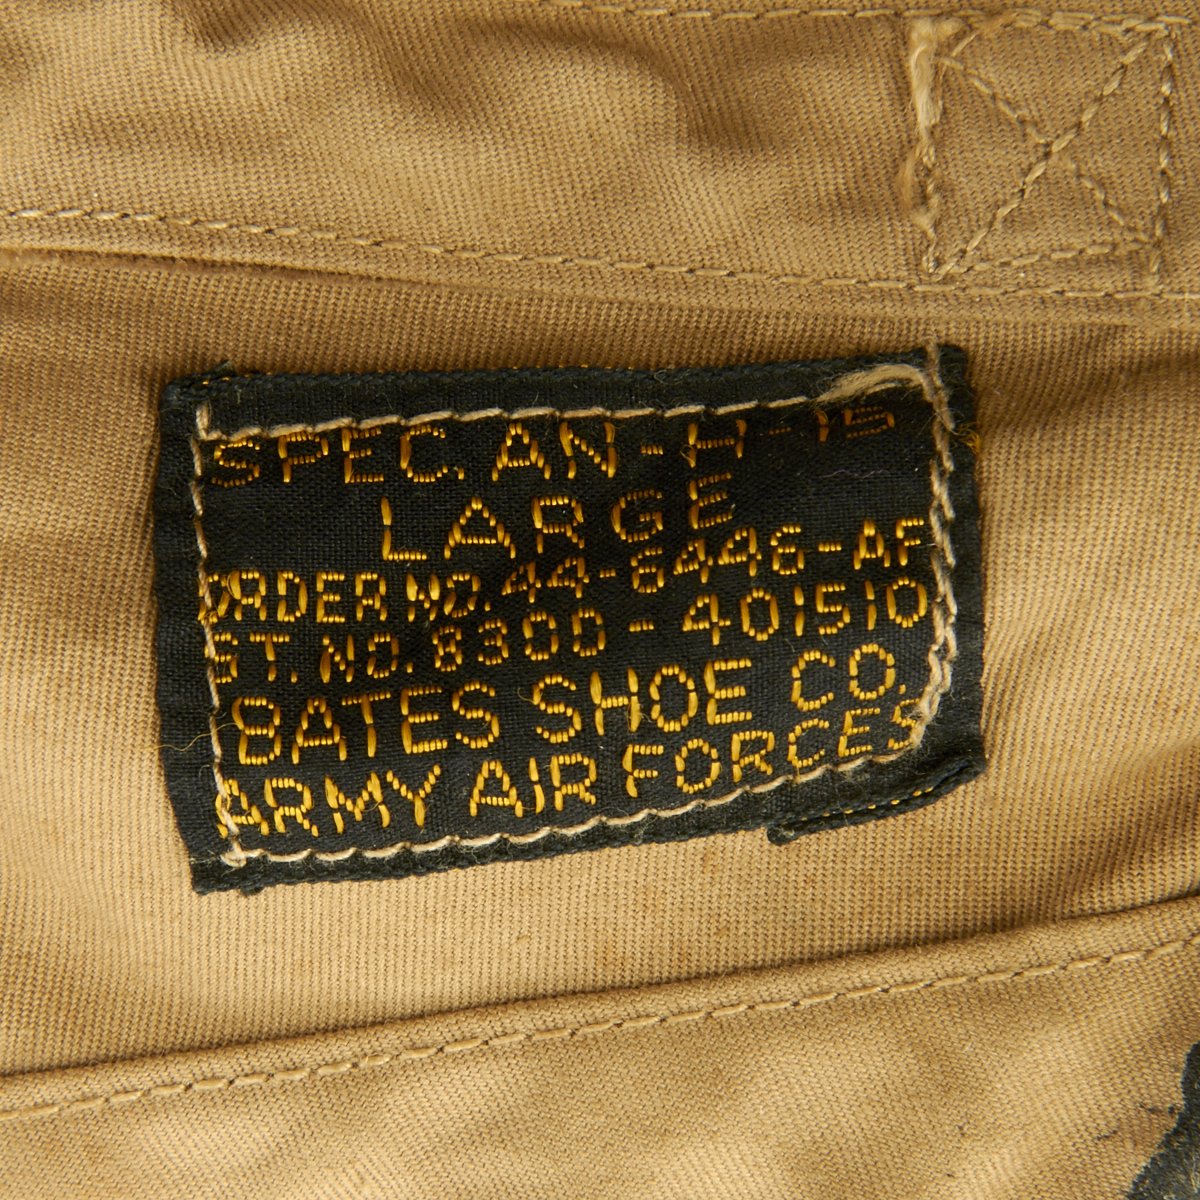 SPEC. AN-H-15
LARGE
ORDER NO. 44-6446-AF
ST. NO. 8300-401510
BATES SHOE CO.
ARMY AIR FORCES